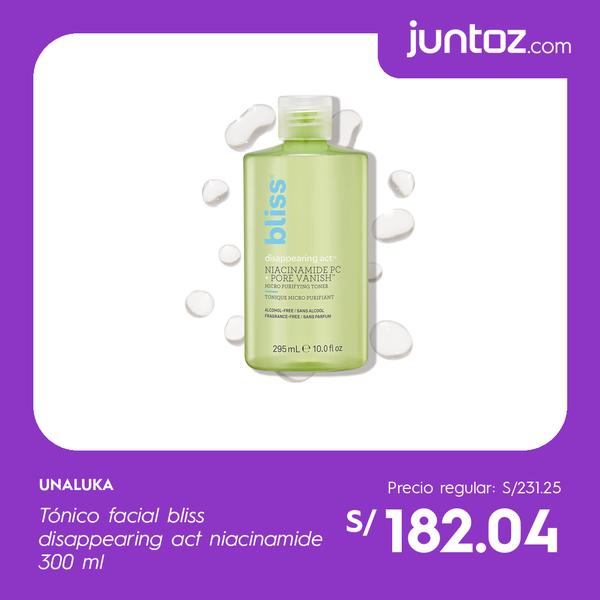 juntoz.com
bliss
disappearing act™
NIACINAMIDE PC
+ PORE VANISH™
MICRO PURIFYING TONER
TONIQUE MICRO PURIFIANT
ALCOHOL-FREE / SANS ALCOOL
FRAGRANCE-FREE / SANS PARFUM
295 mL ℮ 10.0 fl oz
UNALUKA
Tónico facial bliss
disappearing act niacinamide
300 ml
Precio regular: S/231.25
S/ 182.04